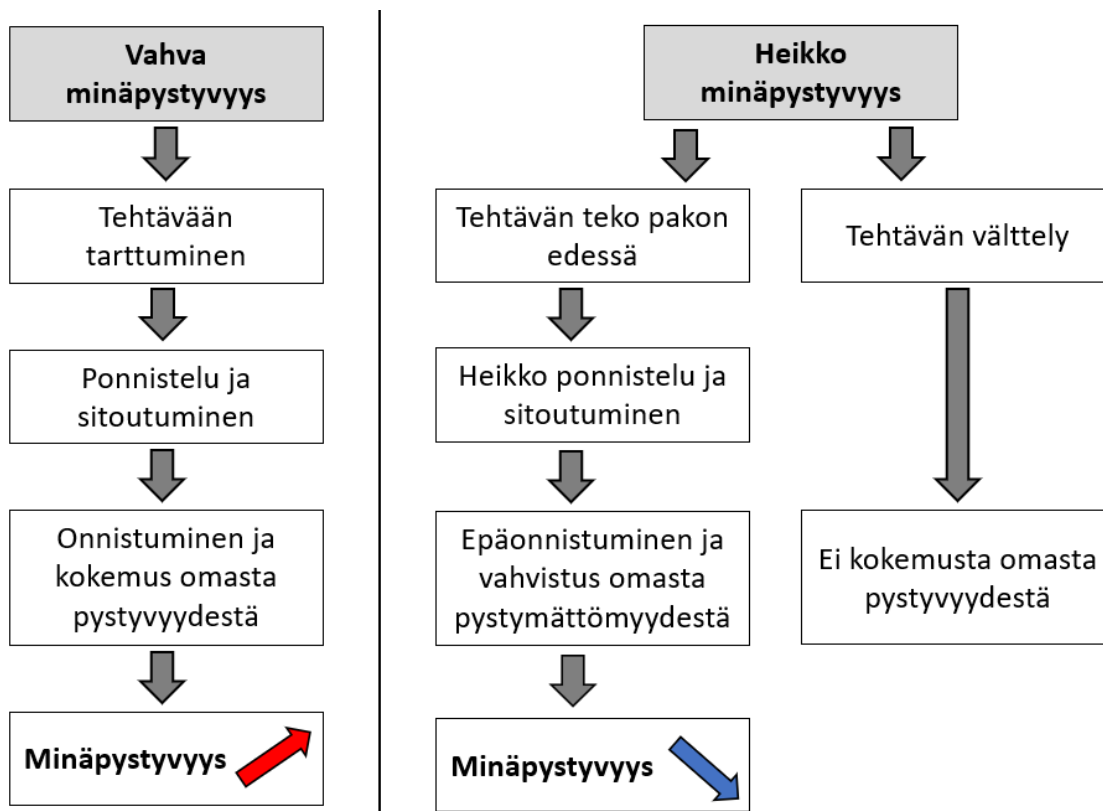 Vahva
minäpystyvyys
Tehtävään
tarttuminen
Ponnistelu ja
sitoutuminen
Onnistuminen ja
kokemus omasta
pystyvyydestä
Minäpystyvyys
Heikko
minäpystyvyys
Tehtävän teko pakon
edessä
Heikko ponnistelu ja
sitoutuminen
Epäonnistuminen ja
vahvistus omasta
pystymättömyydestä
Minäpystyvyys
Tehtävän välttely
Ei kokemusta omasta
pystyvyydestä